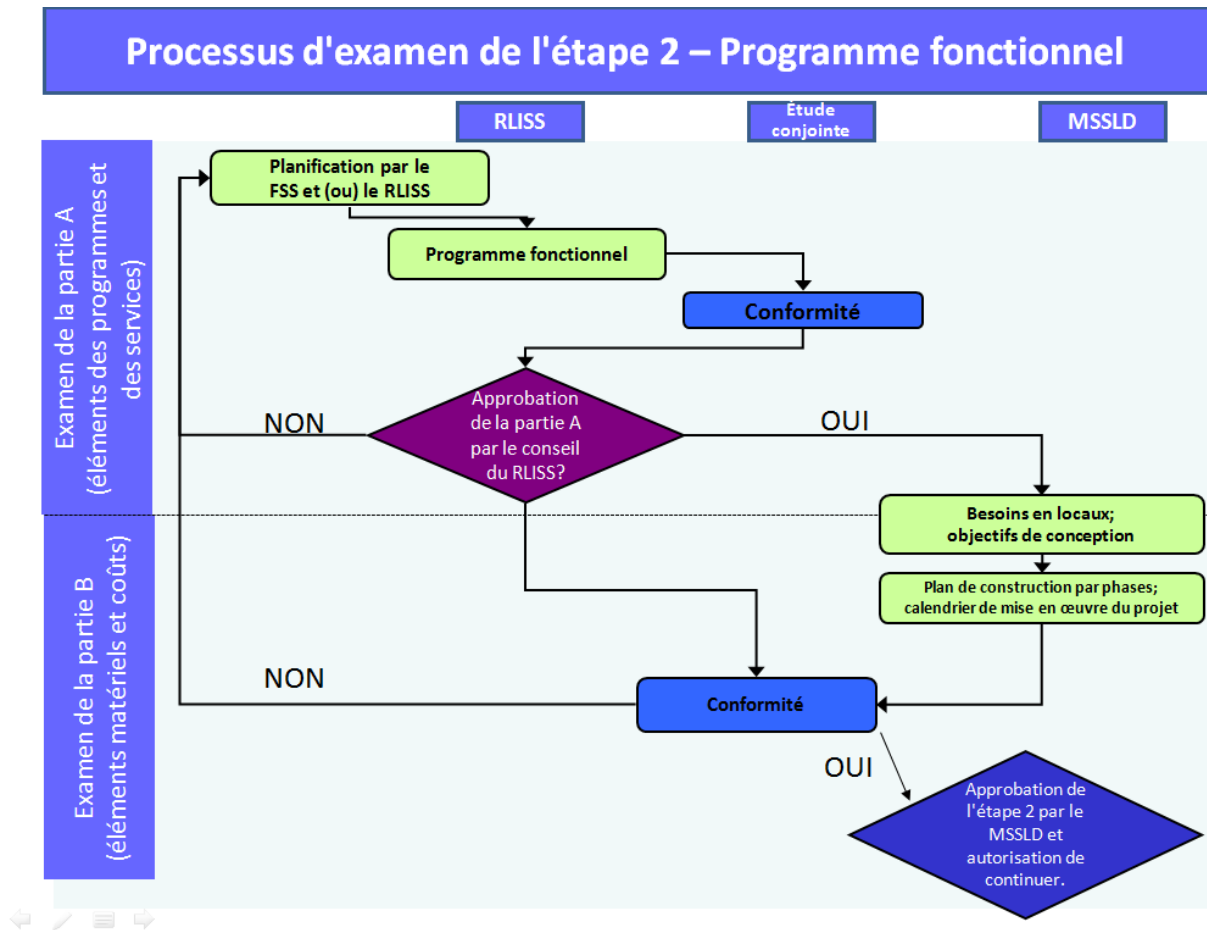 Processus d'examen de l'étape 2 – Programme fonctionnel
RLISS
Étude
conjointe
MSSLD
Examen de la partie A
(éléments des programmes et
des services)
Planification par le
FSS et (ou) le RLISS
Programme fonctionnel
Conformité
Approbation
de la partie A
par le conseil
du RLISS?
NON
OUI
Besoins en locaux;
objectifs de conception
Plan de construction par phases;
calendrier de mise en œuvre du projet
Examen de la partie B
(éléments matériels et coûts)
NON
Conformité
OUI
Approbation de
l'étape 2 par le
MSSLD et
autorisation de
continuer.